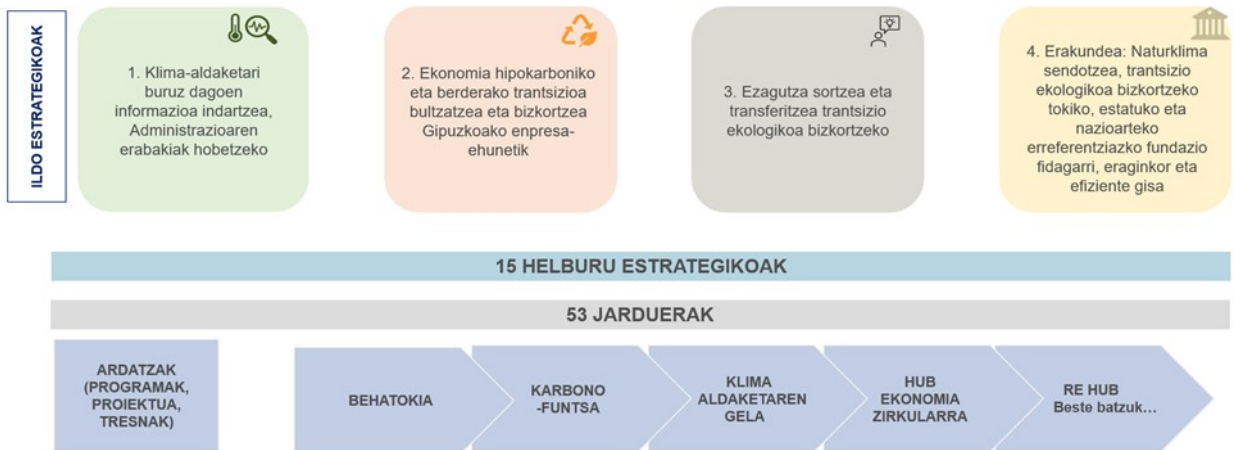 ILDO ESTRATEGIKOAK
1. Klima-aldaketari
buruz dagoen
informazioa indartzea,
Administrazioaren
erabakiak hobetzeko
2. Ekonomia hipokarboniko
eta berderako trantsizioa
bultzatzea eta bizkortzea
Gipuzkoako enpresa-
ehunetik
3. Ezagutza sortzea eta
transferitzea trantsizio
ekologikoa bizkortzeko
4. Erakundea: Naturklima
sendotzea, trantsizio
ekologikoa bizkortzeko
tokiko, estatuko eta
nazioarteko
erreferentziazko fundazio
fidagarri, eraginkor eta
efiziente gisa
15 HELBURU ESTRATEGIKOAK
53 JARDUERAK
ARDATZAK
(PROGRAMAK,
PROIEKTUA,
TRESNAK)
BEHATOKIA
KARBONO
-FUNTSA
KLIMA
ALDAKETAREN
GELA
HUB
EKONOMIA
ZIRKULARRA
RE HUB
Beste batzuk…